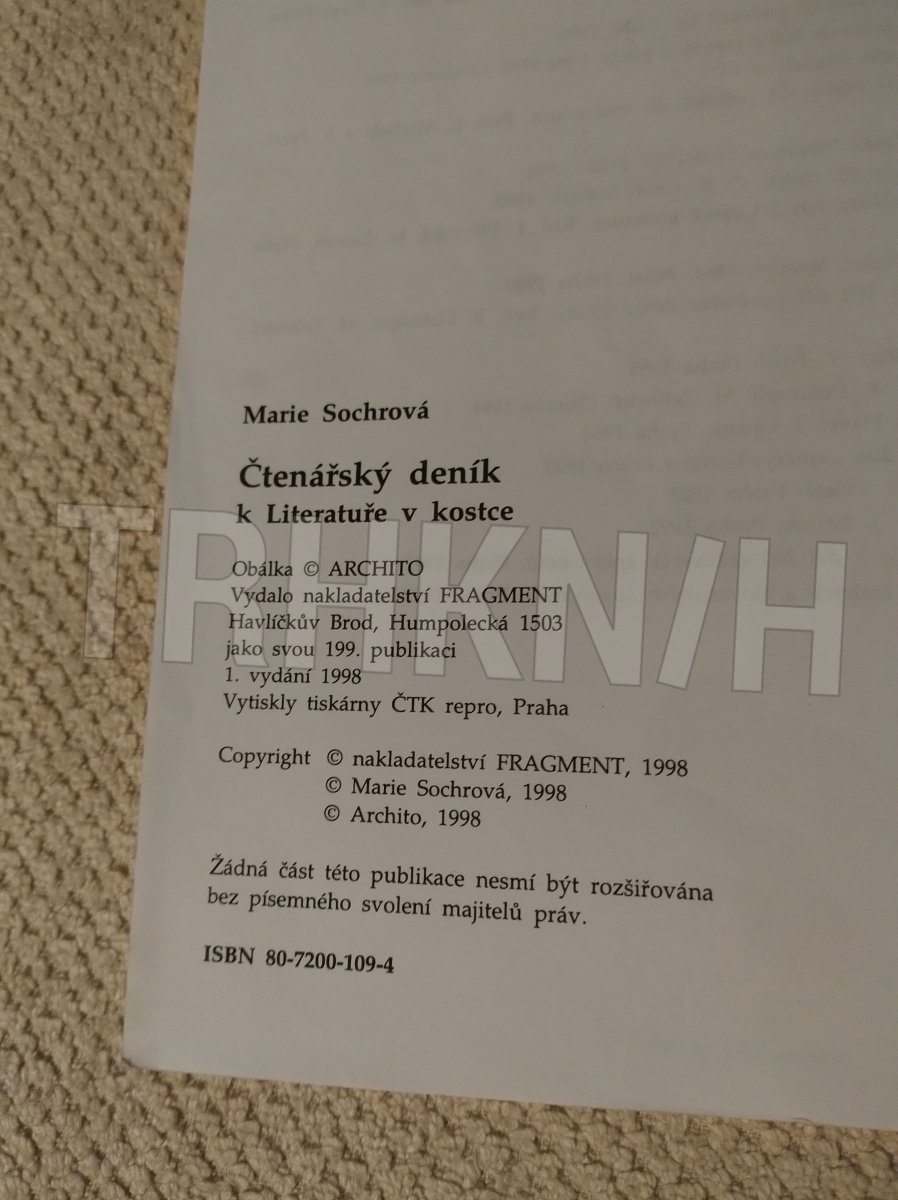 Marie Sochrová
Čtenářský deník
k Literatuře v kostce
TRHKN/H
Obálka © ARCHITO
Vydalo nakladatelství FRAGMENT
Havlíčkův Brod, Humpolecká 1503
jako svou 199. publikaci
1. vydání 1998
Vytiskly tiskárny ČTK repro, Praha
Copyright © nakladatelství FRAGMENT, 1998
© Marie Sochrová, 1998
© Archito, 1998
Žádná část této publikace nesmí být rozšiřována
bez písemného svolení majitelů práv.
ISBN 80-7200-109-4